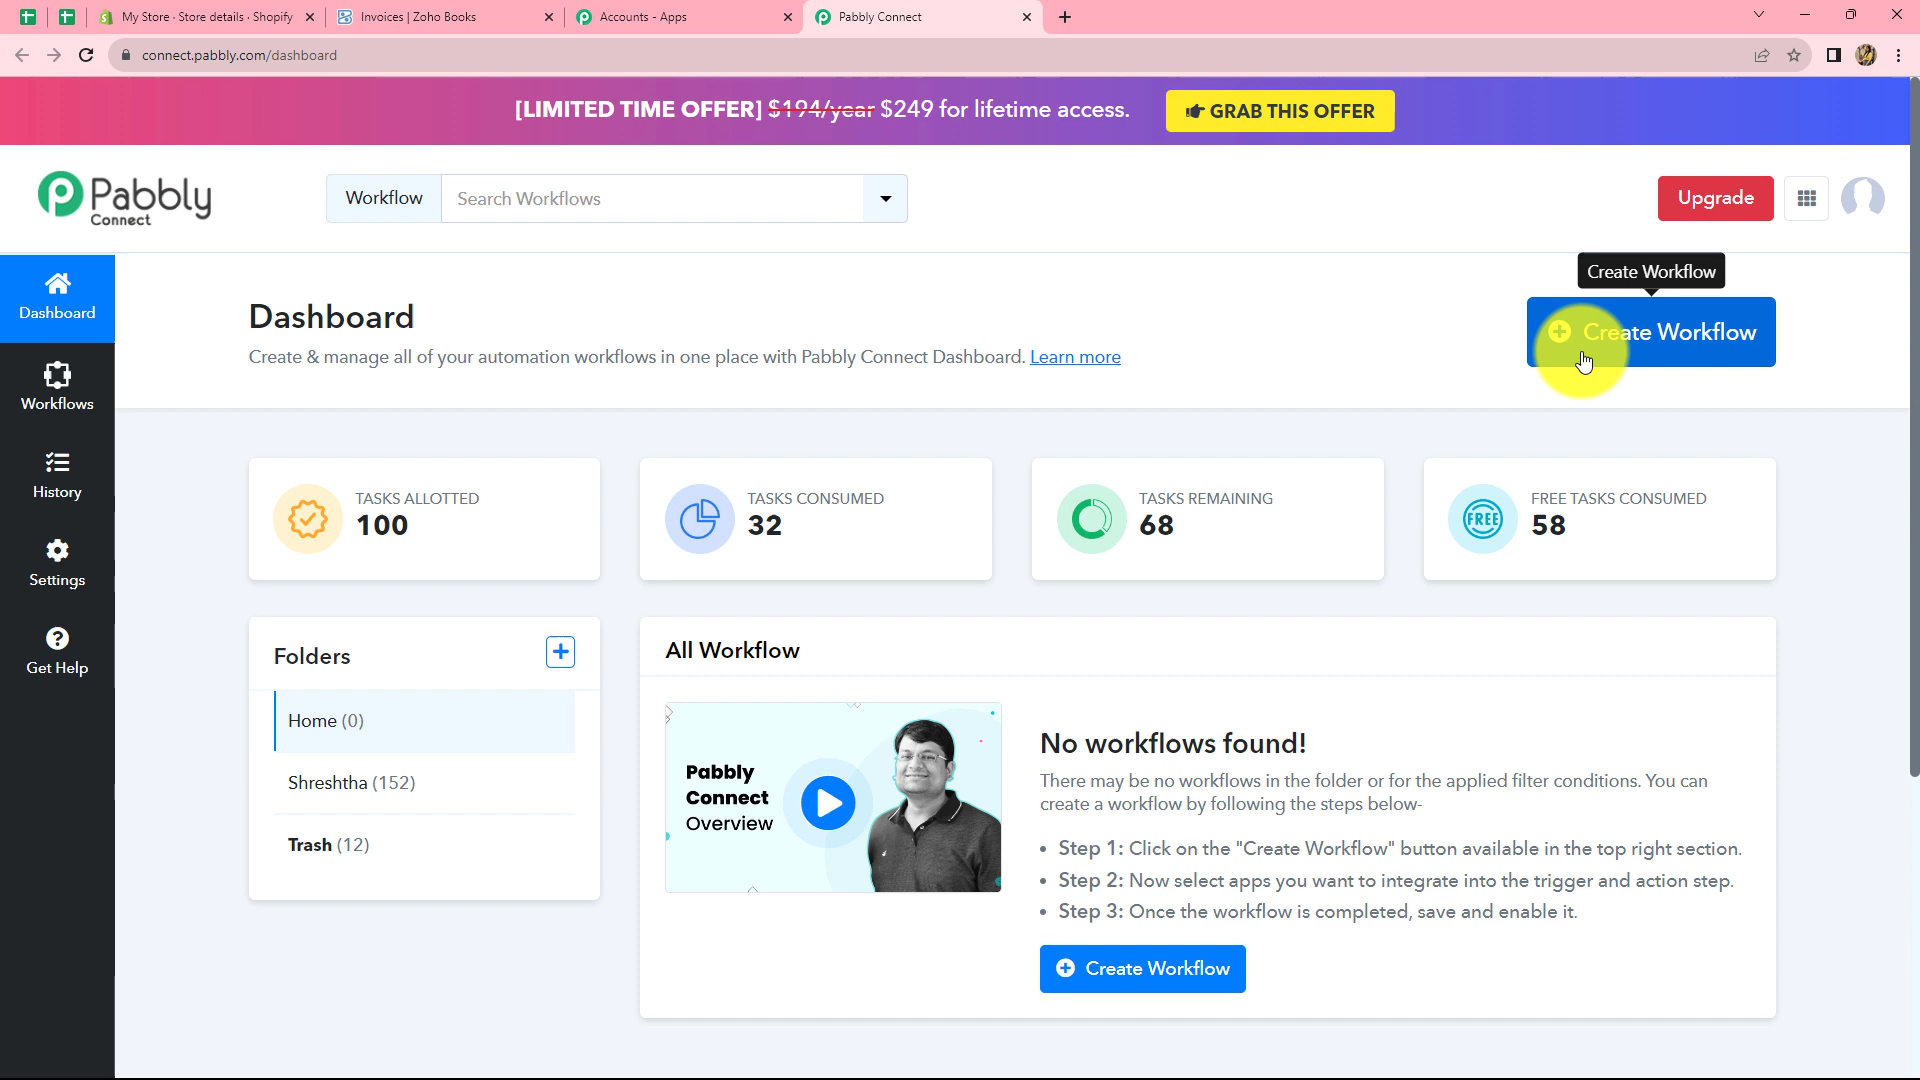 My Store · Store details · Shopify
Invoices | Zoho Books
Accounts - Apps
Pabbly Connect
connect.pabbly.com/dashboard
[LIMITED TIME OFFER] $194/year $249 for lifetime access.
GRAB THIS OFFER
Pabbly
Connect
Workflow
Search Workflows
Upgrade
Create Workflow
Dashboard
Workflows
History
Settings
Get Help
Dashboard
Create & manage all of your automation workflows in one place with Pabbly Connect Dashboard. Learn more
Create Workflow
TASKS ALLOTTED
100
TASKS CONSUMED
32
TASKS REMAINING
68
FREE
FREE TASKS CONSUMED
58
Folders
Home (0)
Shreshtha (152)
Trash (12)
All Workflow
Pabbly
Connect
Overview
No workflows found!
There may be no workflows in the folder or for the applied filter conditions. You can
create a workflow by following the steps below-
• Step 1: Click on the "Create Workflow" button available in the top right section.
• Step 2: Now select apps you want to integrate into the trigger and action step.
• Step 3: Once the workflow is completed, save and enable it.
Create Workflow